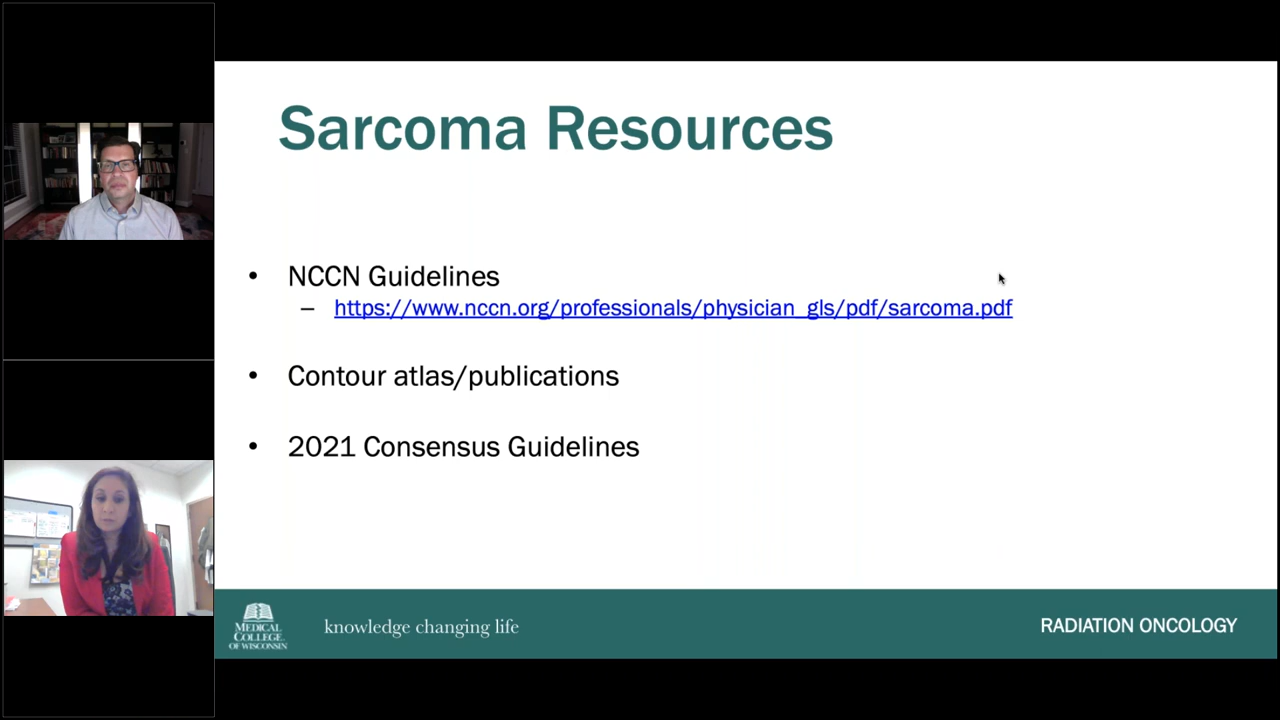 Sarcoma Resources
• NCCN Guidelines
– https://www.nccn.org/professionals/physician_gls/pdf/sarcoma.pdf
• Contour atlas/publications
• 2021 Consensus Guidelines
MEDICAL
COLLEGE
OF WISCONSIN
knowledge changing life
RADIATION ONCOLOGY